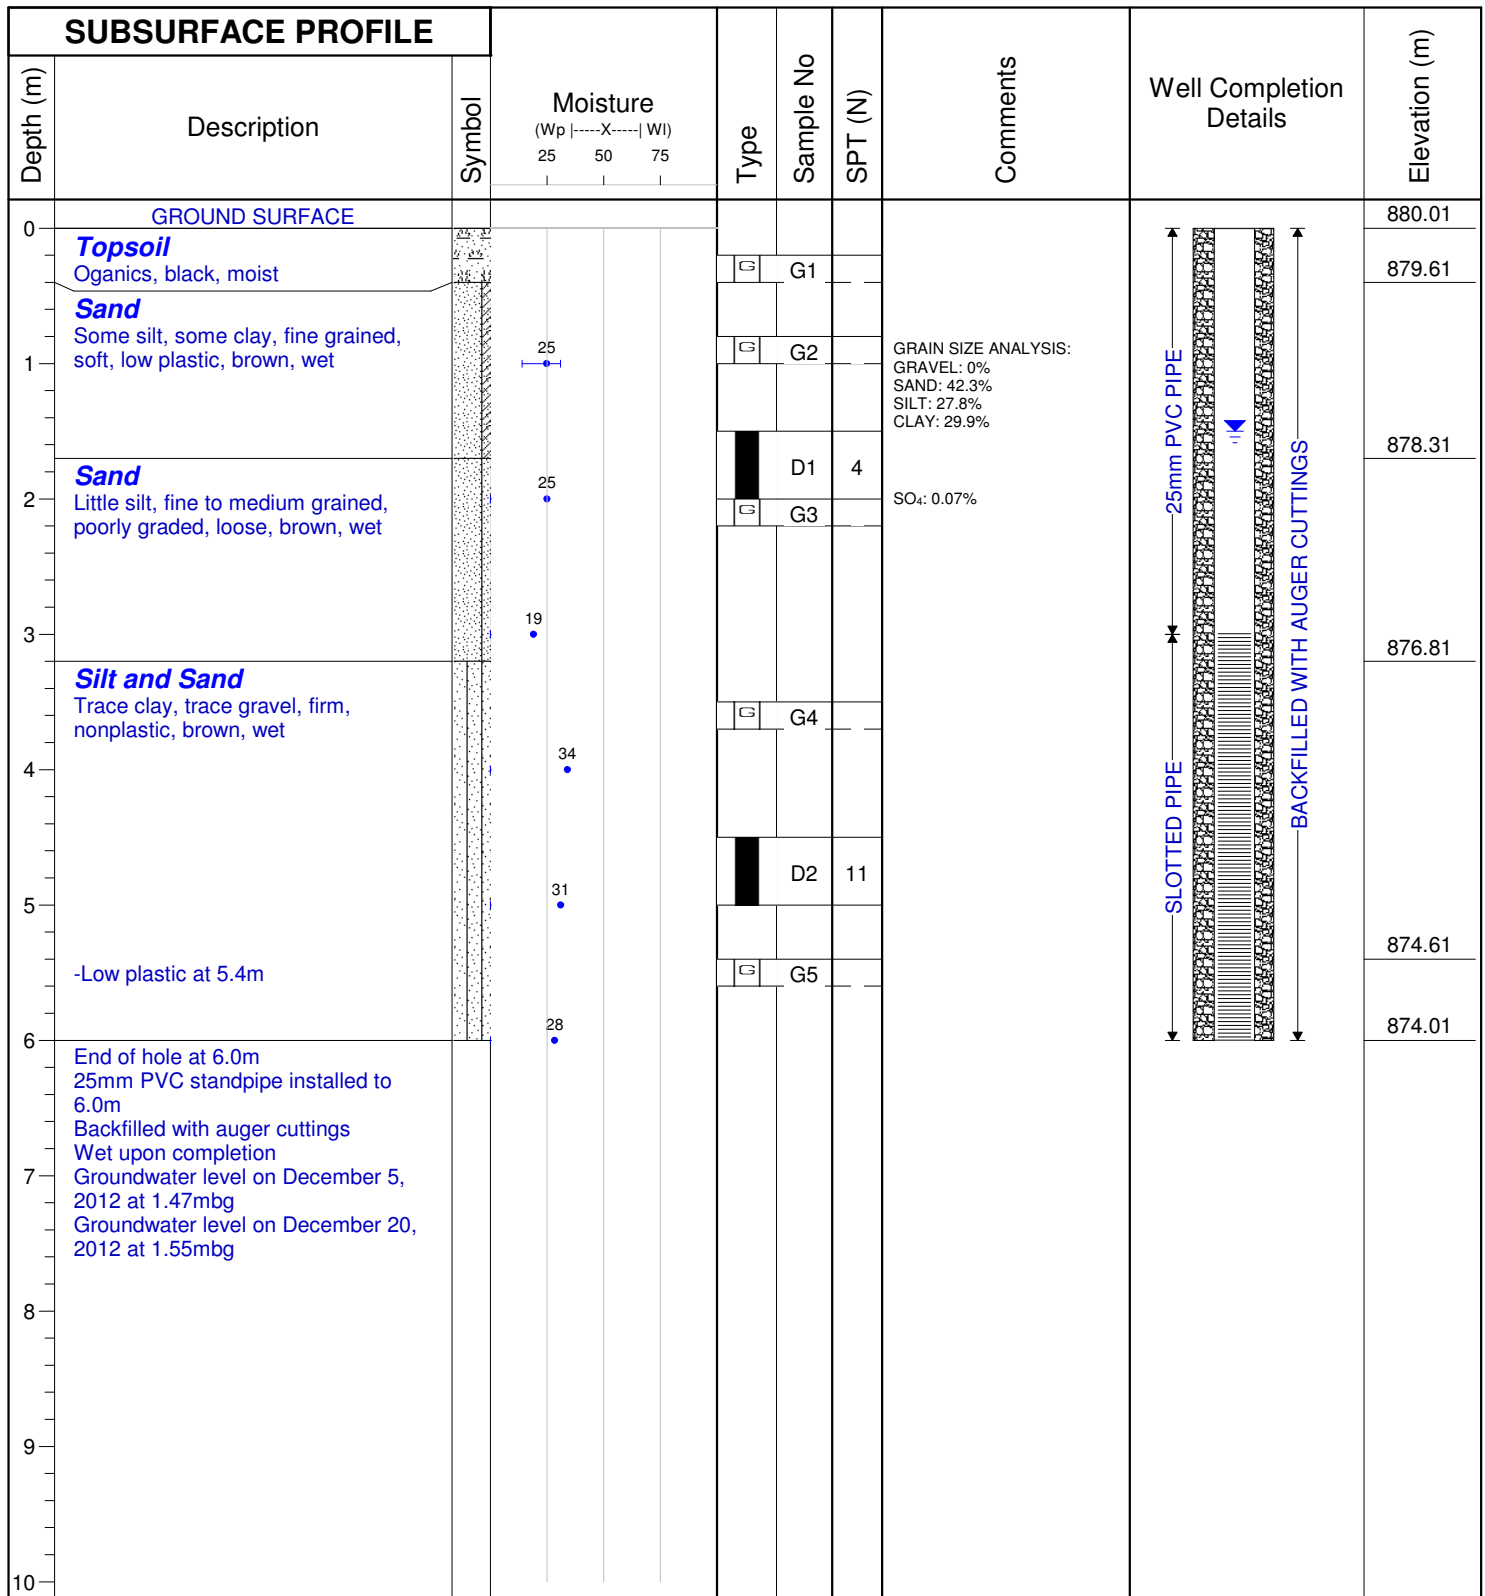 SUBSURFACE PROFILE
Depth (m)
Description
Symbol
Moisture
(Wp |-----X-----| Wl)
25 50 75
Type
Sample No
SPT (N)
Comments
Well Completion
Details
Elevation (m)
GROUND SURFACE
880.01
0
Topsoil
Oganics, black, moist
G G1
879.61
Sand
Some silt, some clay, fine grained,
soft, low plastic, brown, wet
1
25
G G2
GRAIN SIZE ANALYSIS:
GRAVEL: 0%
SAND: 42.3%
SILT: 27.8%
CLAY: 29.9%
25mm PVC PIPE
BACKFILLED WITH AUGER CUTTINGS
878.31
Sand
Little silt, fine to medium grained,
poorly graded, loose, brown, wet
D1 4
2
25
G G3
SO₄: 0.07%
3
19
876.81
Silt and Sand
Trace clay, trace gravel, firm,
nonplastic, brown, wet
G G4
4
34
SLOTTED PIPE
D2 11
5
31
874.61
-Low plastic at 5.4m
G G5
6
28
874.01
End of hole at 6.0m
25mm PVC standpipe installed to
6.0m
Backfilled with auger cuttings
Wet upon completion
7
Groundwater level on December 5,
2012 at 1.47mbg
Groundwater level on December 20,
2012 at 1.55mbg
8
9
10